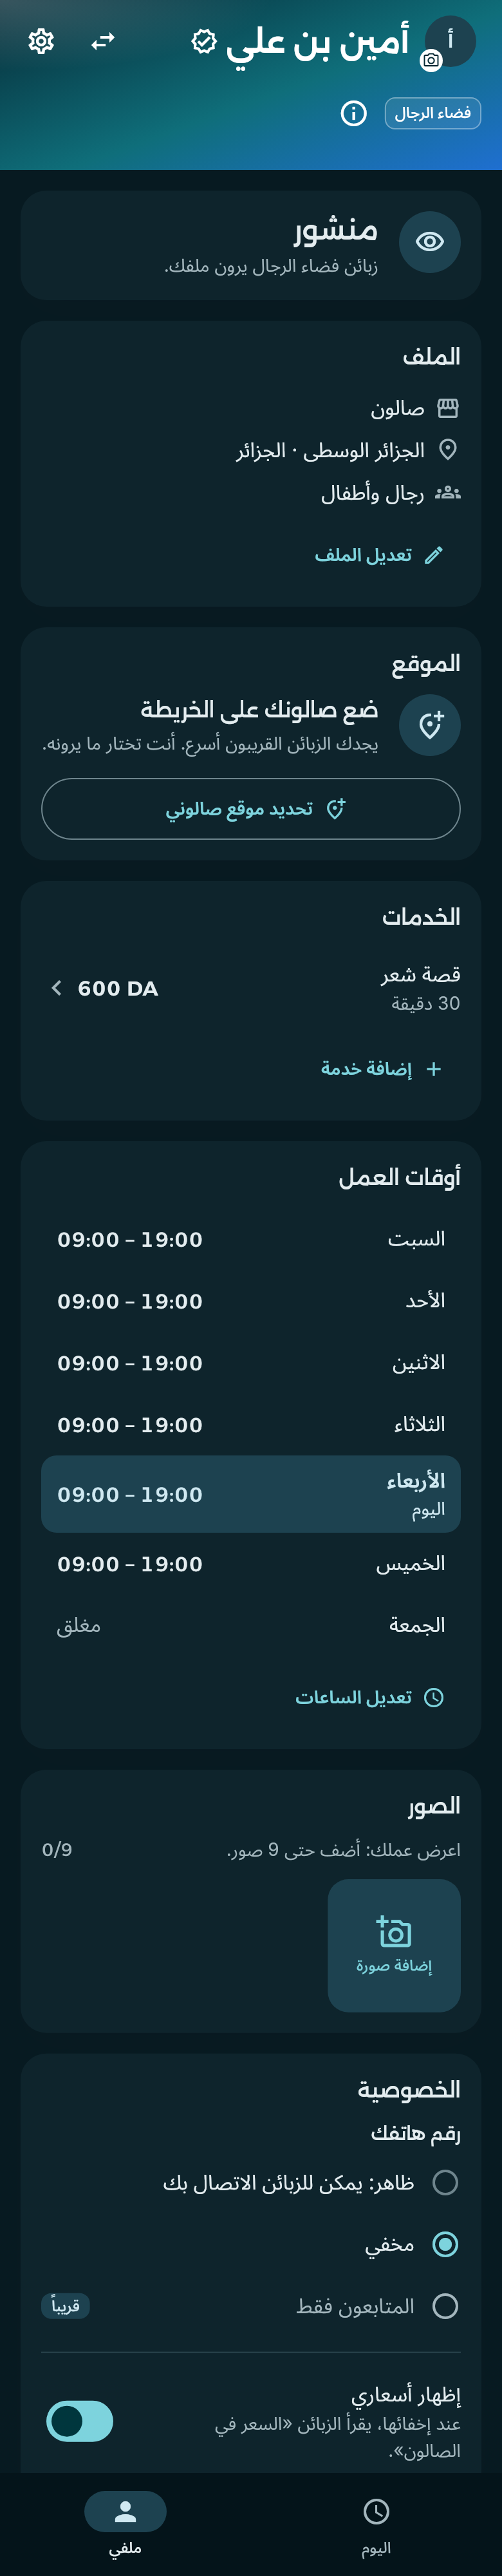 أ
أمين بن علي
فضاء الرجال
منشور
زبائن فضاء الرجال يرون ملفك.
الملف
صالون
الجزائر الوسطى · الجزائر
رجال وأطفال
تعديل الملف
الموقع
ضع صالونك على الخريطة
يجدك الزبائن القريبون أسرع. أنت تختار ما يرونه.
تحديد موقع صالوني
الخدمات
قصة شعر
600 DA
30 دقيقة
إضافة خدمة
أوقات العمل
السبت 09:00 – 19:00
الأحد 09:00 – 19:00
الاثنين 09:00 – 19:00
الثلاثاء 09:00 – 19:00
الأربعاء 09:00 – 19:00
اليوم
الخميس 09:00 – 19:00
الجمعة مغلق
تعديل الساعات
الصور
اعرض عملك: أضف حتى 9 صور. 0/9
إضافة صورة
الخصوصية
رقم هاتفك
ظاهر: يمكن للزبائن الاتصال بك
مخفي
المتابعون فقط قريباً
إظهار أسعاري
عند إخفائها، يقرأ الزبائن «السعر في
الصالون».
اليوم
ملفي